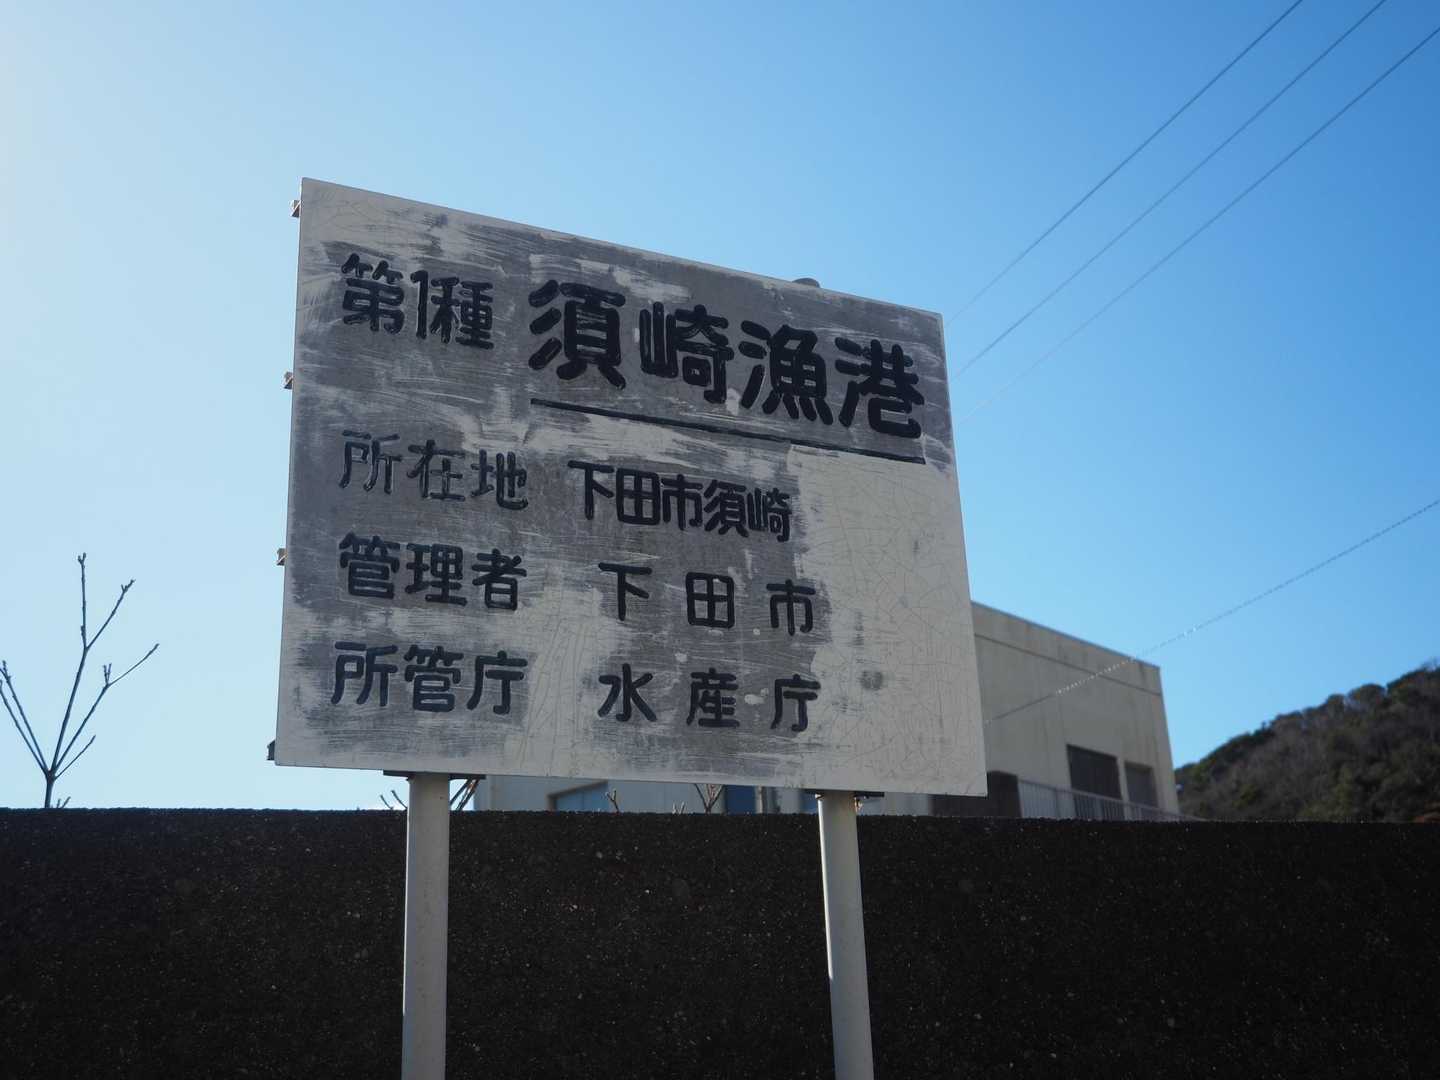 第1種 須崎漁港
所在地 下田市須崎
管理者 下田市
所管庁 水産庁